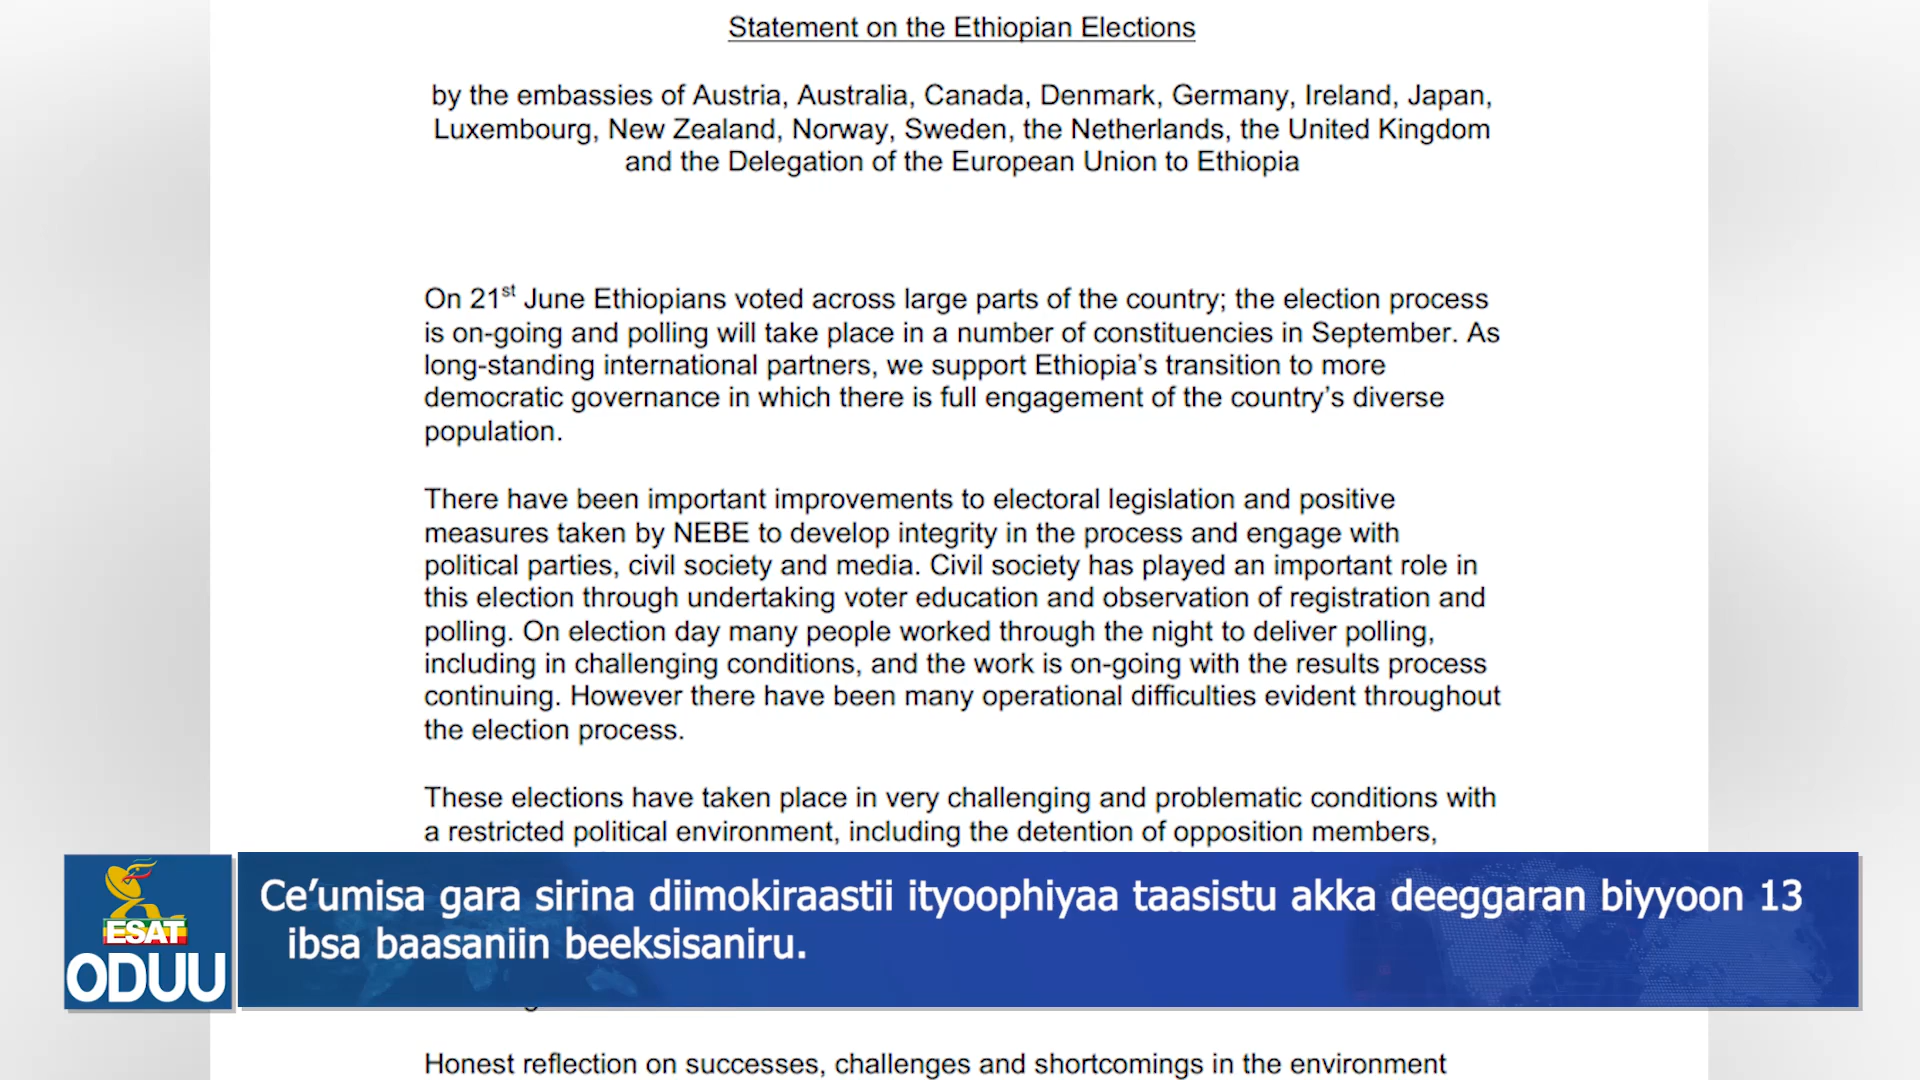 Statement on the Ethiopian Elections
by the embassies of Austria, Australia, Canada, Denmark, Germany, Ireland, Japan,
Luxembourg, New Zealand, Norway, Sweden, the Netherlands, the United Kingdom
and the Delegation of the European Union to Ethiopia
On 21st June Ethiopians voted across large parts of the country; the election process
is on-going and polling will take place in a number of constituencies in September. As
long-standing international partners, we support Ethiopia’s transition to more
democratic governance in which there is full engagement of the country’s diverse
population.
There have been important improvements to electoral legislation and positive
measures taken by NEBE to develop integrity in the process and engage with
political parties, civil society and media. Civil society has played an important role in
this election through undertaking voter education and observation of registration and
polling. On election day many people worked through the night to deliver polling,
including in challenging conditions, and the work is on-going with the results process
continuing. However there have been many operational difficulties evident throughout
the election process.
These elections have taken place in very challenging and problematic conditions with
a restricted political environment, including the detention of opposition members,
ESAT
ODUU
Ce’umisa gara sirina diimokiraastii ityoophiyaa taasistu akka deeggaran biyyoon 13
ibsa baasaniin beeksisaniru.
Honest reflection on successes, challenges and shortcomings in the environment